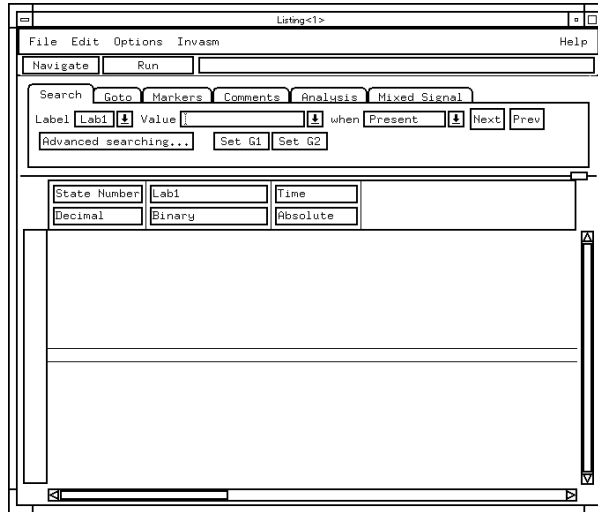 Listing<1>
File Edit Options Invasm Help
Navigate Run
Search Goto Markers Comments Analysis Mixed Signal
Label Lab1 Value when Present Next Prev
Advanced searching... Set G1 Set G2
State Number Lab1 Time
Decimal Binary Absolute